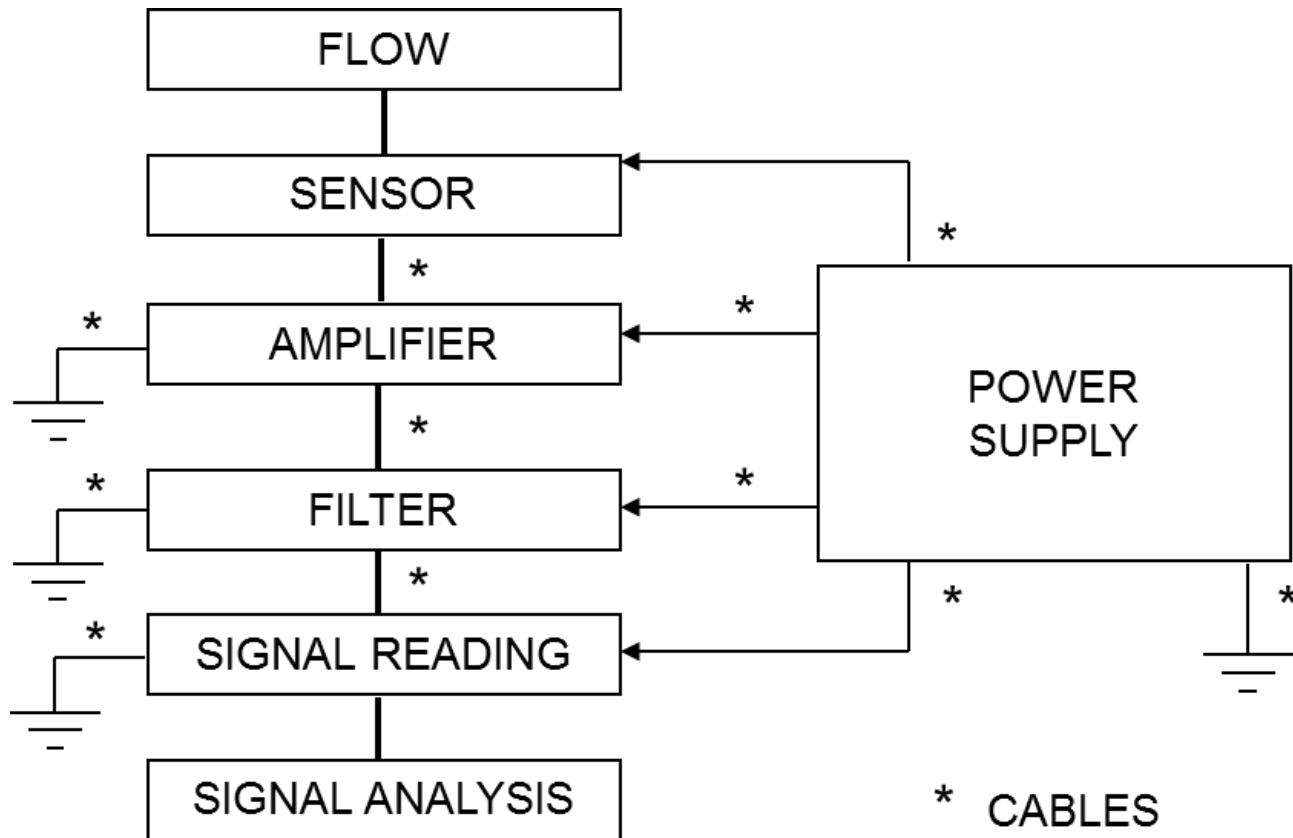 FLOW
SENSOR
*
*
*
*
AMPLIFIER
POWER
SUPPLY
*
*
*
FILTER
*
*
*
*
SIGNAL READING
SIGNAL ANALYSIS
* CABLES